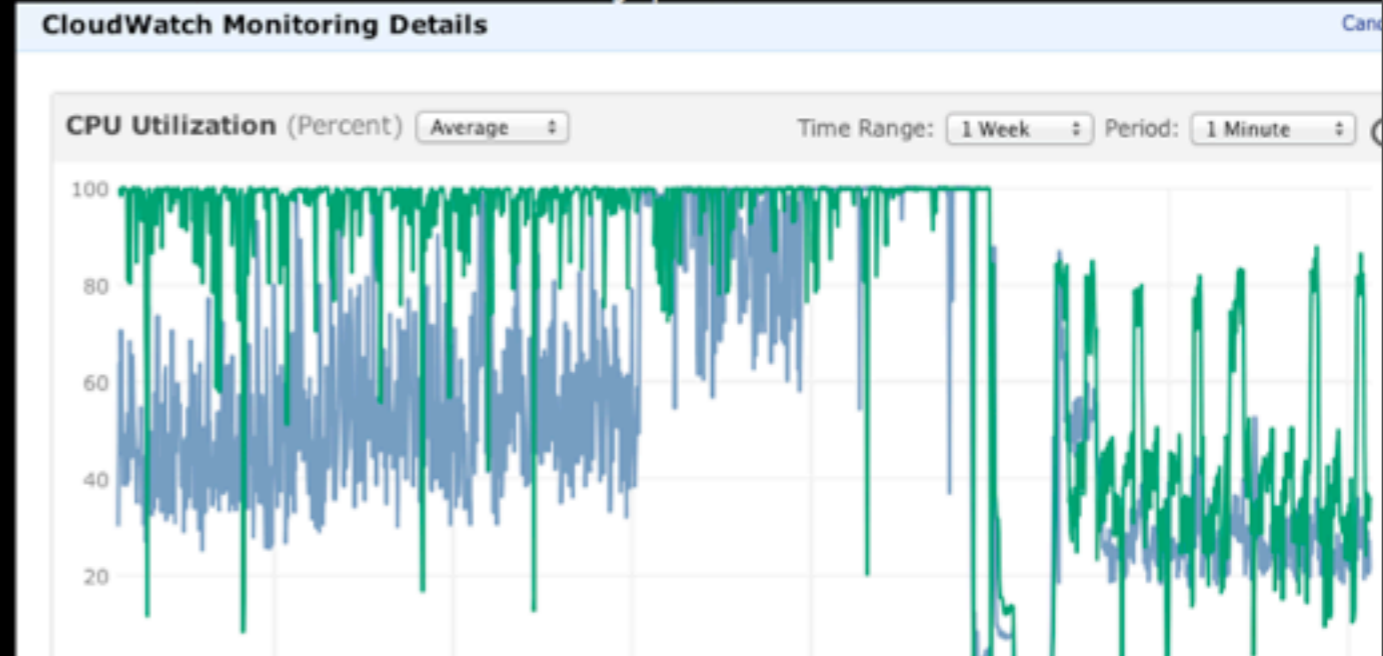 CloudWatch Monitoring Details
Canc
CPU Utilization (Percent) Average Time Range: 1 Week Period: 1 Minute
100
80
60
40
20